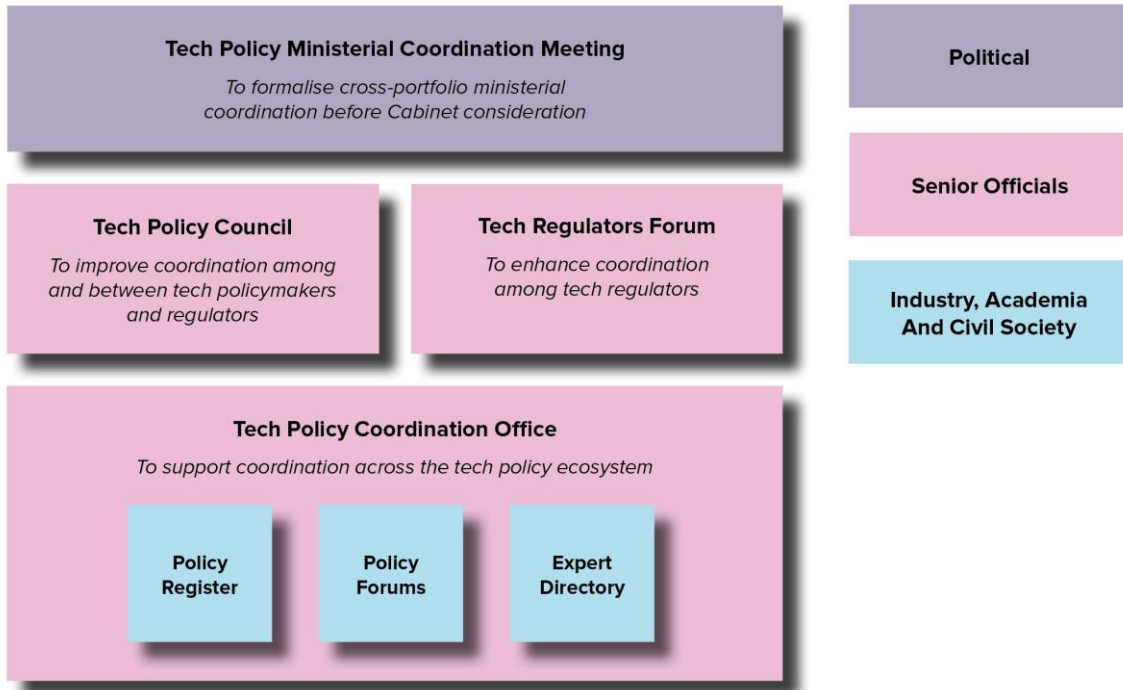 Tech Policy Ministerial Coordination Meeting
To formalise cross-portfolio ministerial
coordination before Cabinet consideration
Tech Policy Council
To improve coordination among
and between tech policymakers
and regulators
Tech Regulators Forum
To enhance coordination
among tech regulators
Tech Policy Coordination Office
To support coordination across the tech policy ecosystem
Policy
Register
Policy
Forums
Expert
Directory
Political
Senior Officials
Industry, Academia
And Civil Society